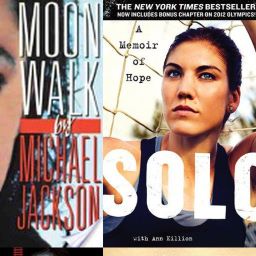 MOON
WALK
by
MICHAEL
JACKSON
THE NEW YORK TIMES BESTSELLER
NOW INCLUDES BONUS CHAPTER ON 2012 OLYMPICS!
A Memoir
of Hope
SOLO
with Ann Killion